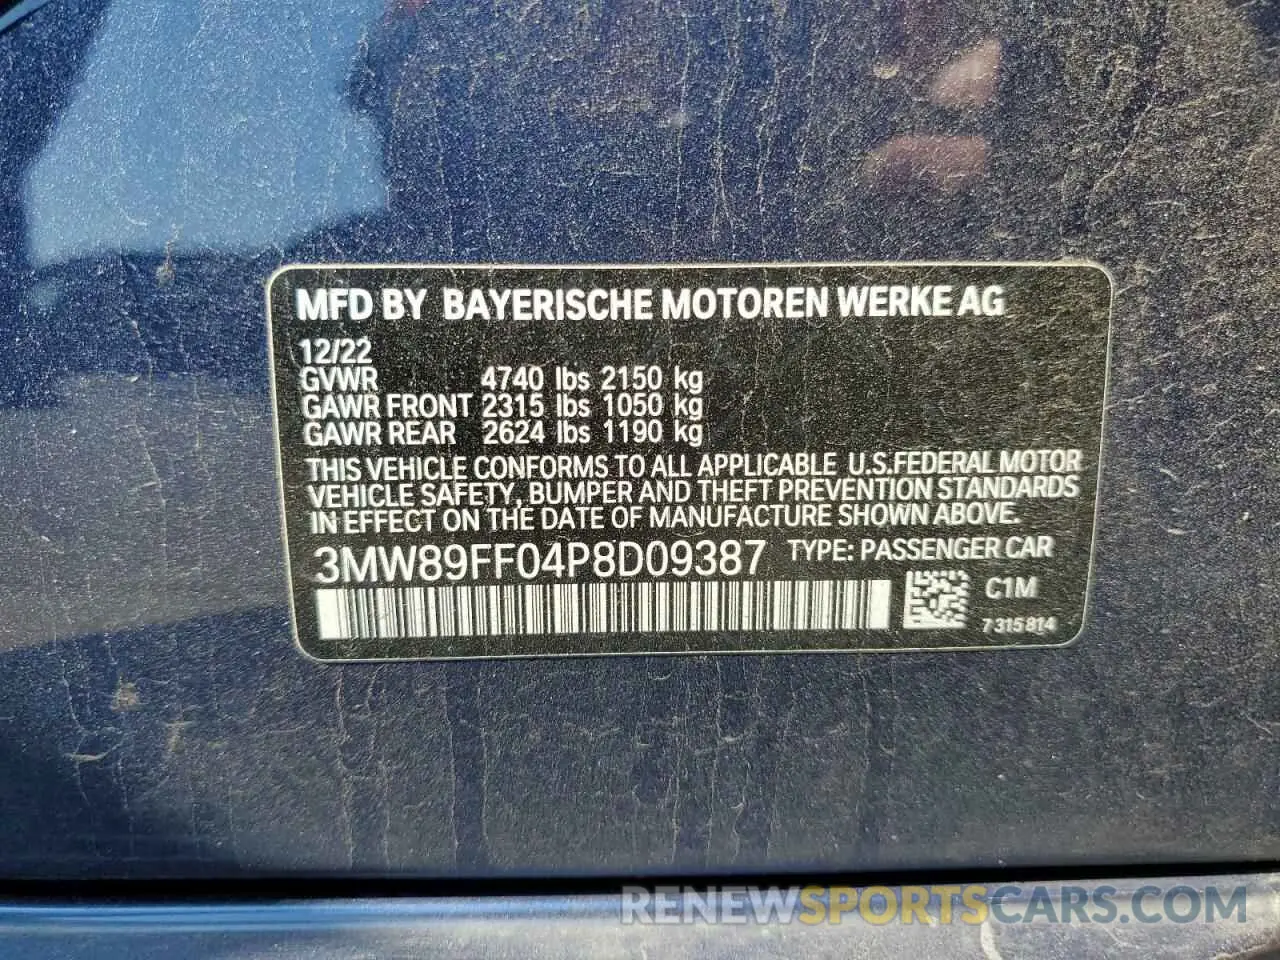 MFD BY BAYERISCHE MOTOREN WERKE AG
12/22
GVWR 4740 lbs 2150 kg
GAWR FRONT 2315 lbs 1050 kg
GAWR REAR 2624 lbs 1190 kg
THIS VEHICLE CONFORMS TO ALL APPLICABLE U.S.FEDERAL MOTOR
VEHICLE SAFETY, BUMPER AND THEFT PREVENTION STANDARDS
IN EFFECT ON THE DATE OF MANUFACTURE SHOWN ABOVE.
3MW89FF04P8D09387 TYPE: PASSENGER CAR
C1M
7 315 814
RENEWSPORTSCARS.COM